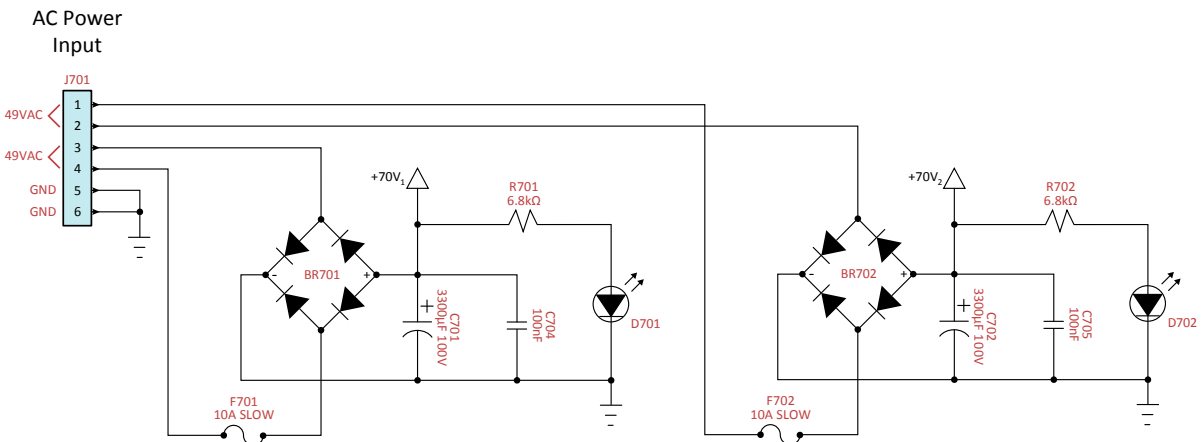 AC Power
Input
J701
49VAC
49VAC
GND
GND
1
2
3
4
5
6
BR701
-
+
F701
10A SLOW
+70V₁
R701
6.8kΩ
+
C701
3300µF 100V
C704
100nF
D701
BR702
-
+
F702
10A SLOW
+70V₂
R702
6.8kΩ
+
C702
3300µF 100V
C705
100nF
D702